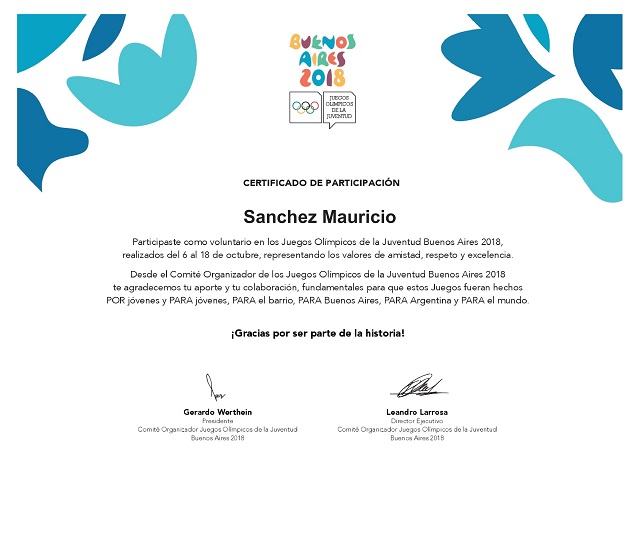 BUENOS
AIRES
2018
JUEGOS
OLÍMPICOS
DE LA
JUVENTUD
CERTIFICADO DE PARTICIPACIÓN
Sanchez Mauricio
Participaste como voluntario en los Juegos Olímpicos de la Juventud Buenos Aires 2018,
realizados del 6 al 18 de octubre, representando los valores de amistad, respeto y excelencia.
Desde el Comité Organizador de los Juegos Olímpicos de la Juventud Buenos Aires 2018
te agradecemos tu aporte y tu colaboración, fundamentales para que estos Juegos fueran hechos
POR jóvenes y PARA jóvenes, PARA el barrio, PARA Buenos Aires, PARA Argentina y PARA el mundo.
¡Gracias por ser parte de la historia!
Gerardo Werthein
Presidente
Comité Organizador Juegos Olímpicos de la Juventud
Buenos Aires 2018
Leandro Larrosa
Director Ejecutivo
Comité Organizador Juegos Olímpicos de la Juventud
Buenos Aires 2018